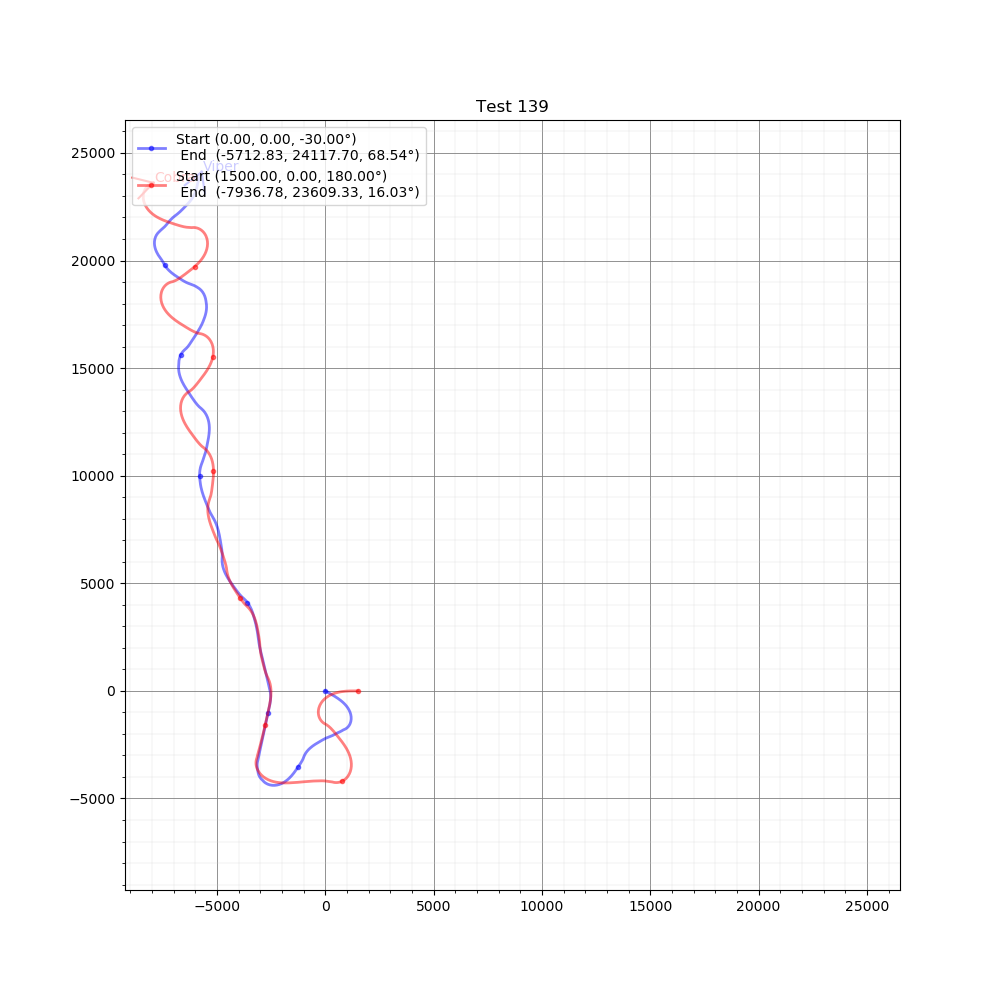 Test 139
Start (0.00, 0.00, -30.00°)
End (-5712.83, 24117.70, 68.54°)
Start (1500.00, 0.00, 180.00°)
End (-7936.78, 23609.33, 16.03°)
Viper
25000
20000
15000
10000
5000
0
−5000
−5000 0 5000 10000 15000 20000 25000